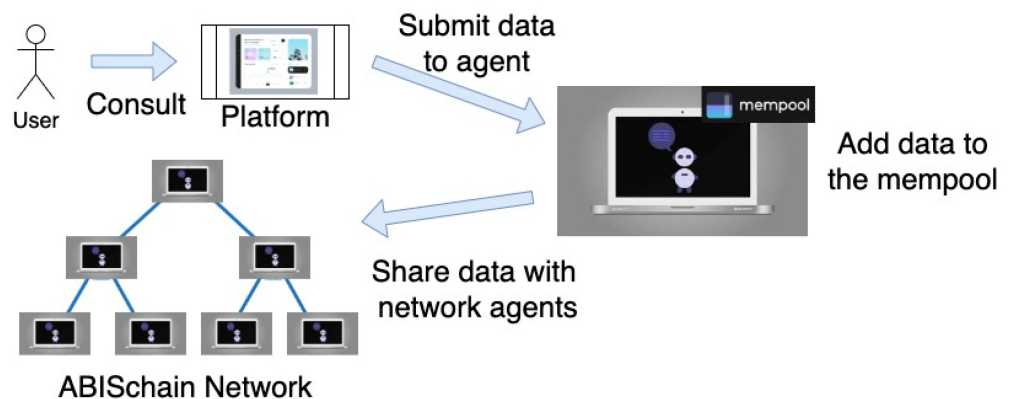 User
Consult
Platform
Submit data
to agent
mempool
Add data to
the mempool
Share data with
network agents
ABISchain Network